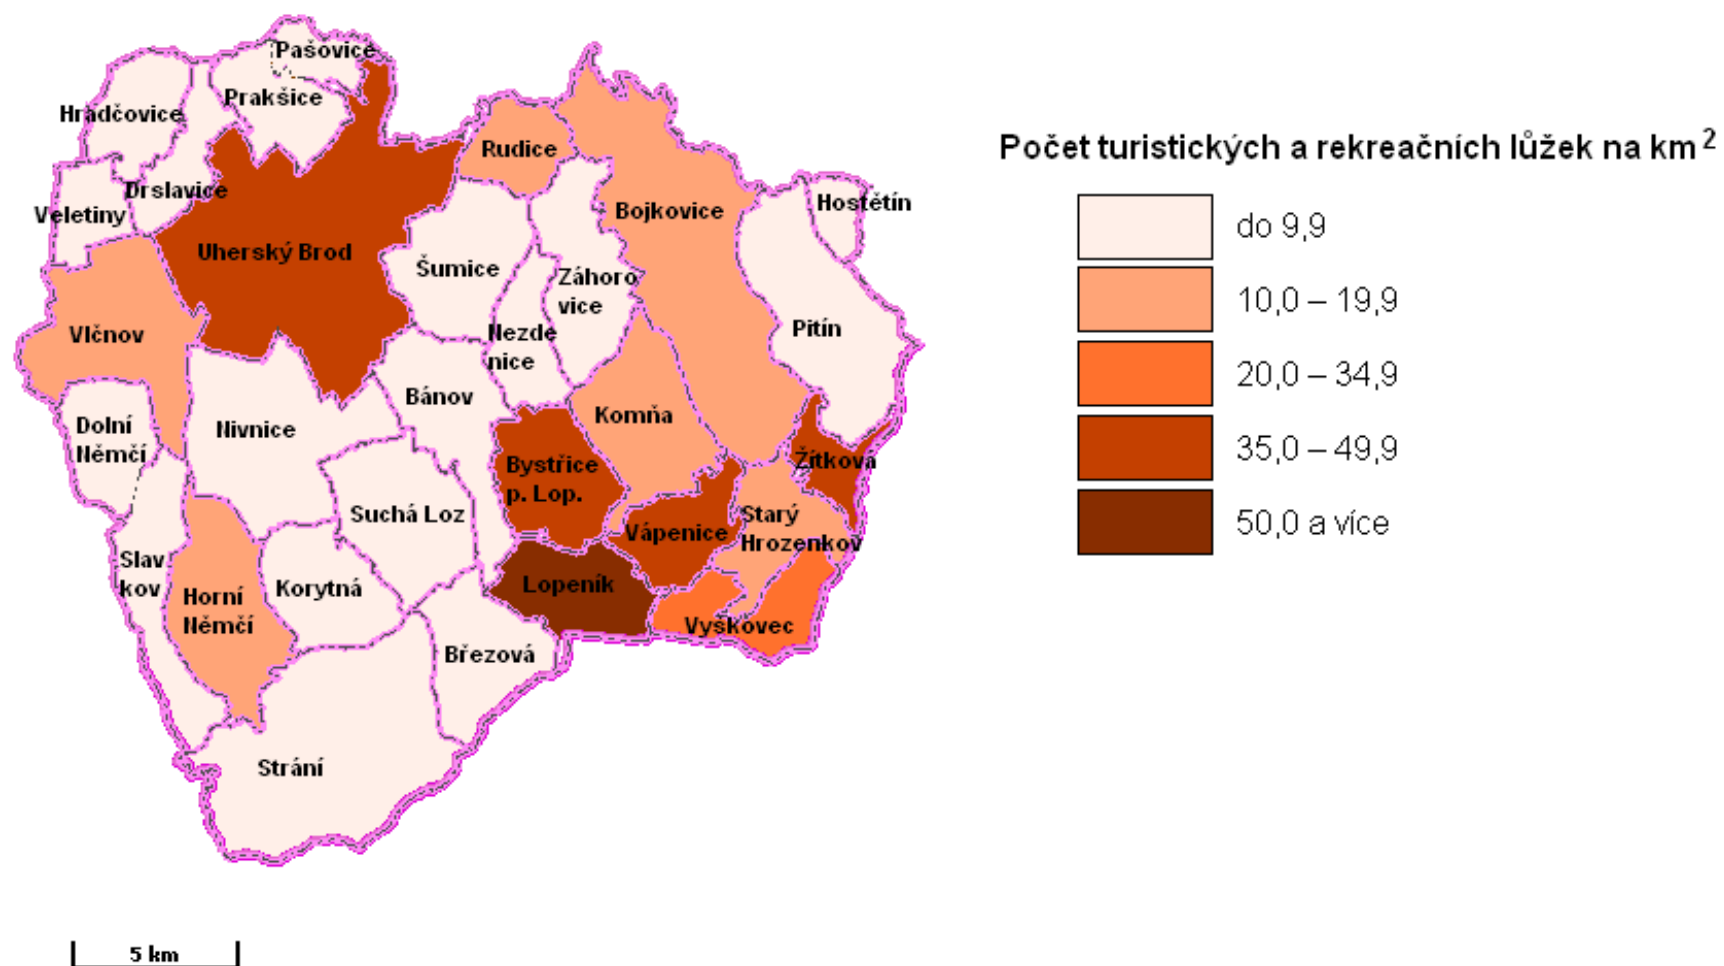 Pašovice
Prakšice
Hradčovice
Drslavice
Veletiny
Rudice
Bojkovice
Hostětín
Uherský Brod
Šumice
Záhoro
vice
Vlčnov
Nezde
nice
Pitín
Dolní
Němčí
Nivnice
Bánov
Komňa
Bystřice
p. Lop.
Žítková
Suchá Loz
Vápenice
Starý
Hrozenkov
Slav
kov
Horní
Němčí
Korytná
Lopeník
Vyškovec
Březová
Strání
5 km
Počet turistických a rekreačních lůžek na km²
do 9,9
10,0 – 19,9
20,0 – 34,9
35,0 – 49,9
50,0 a více